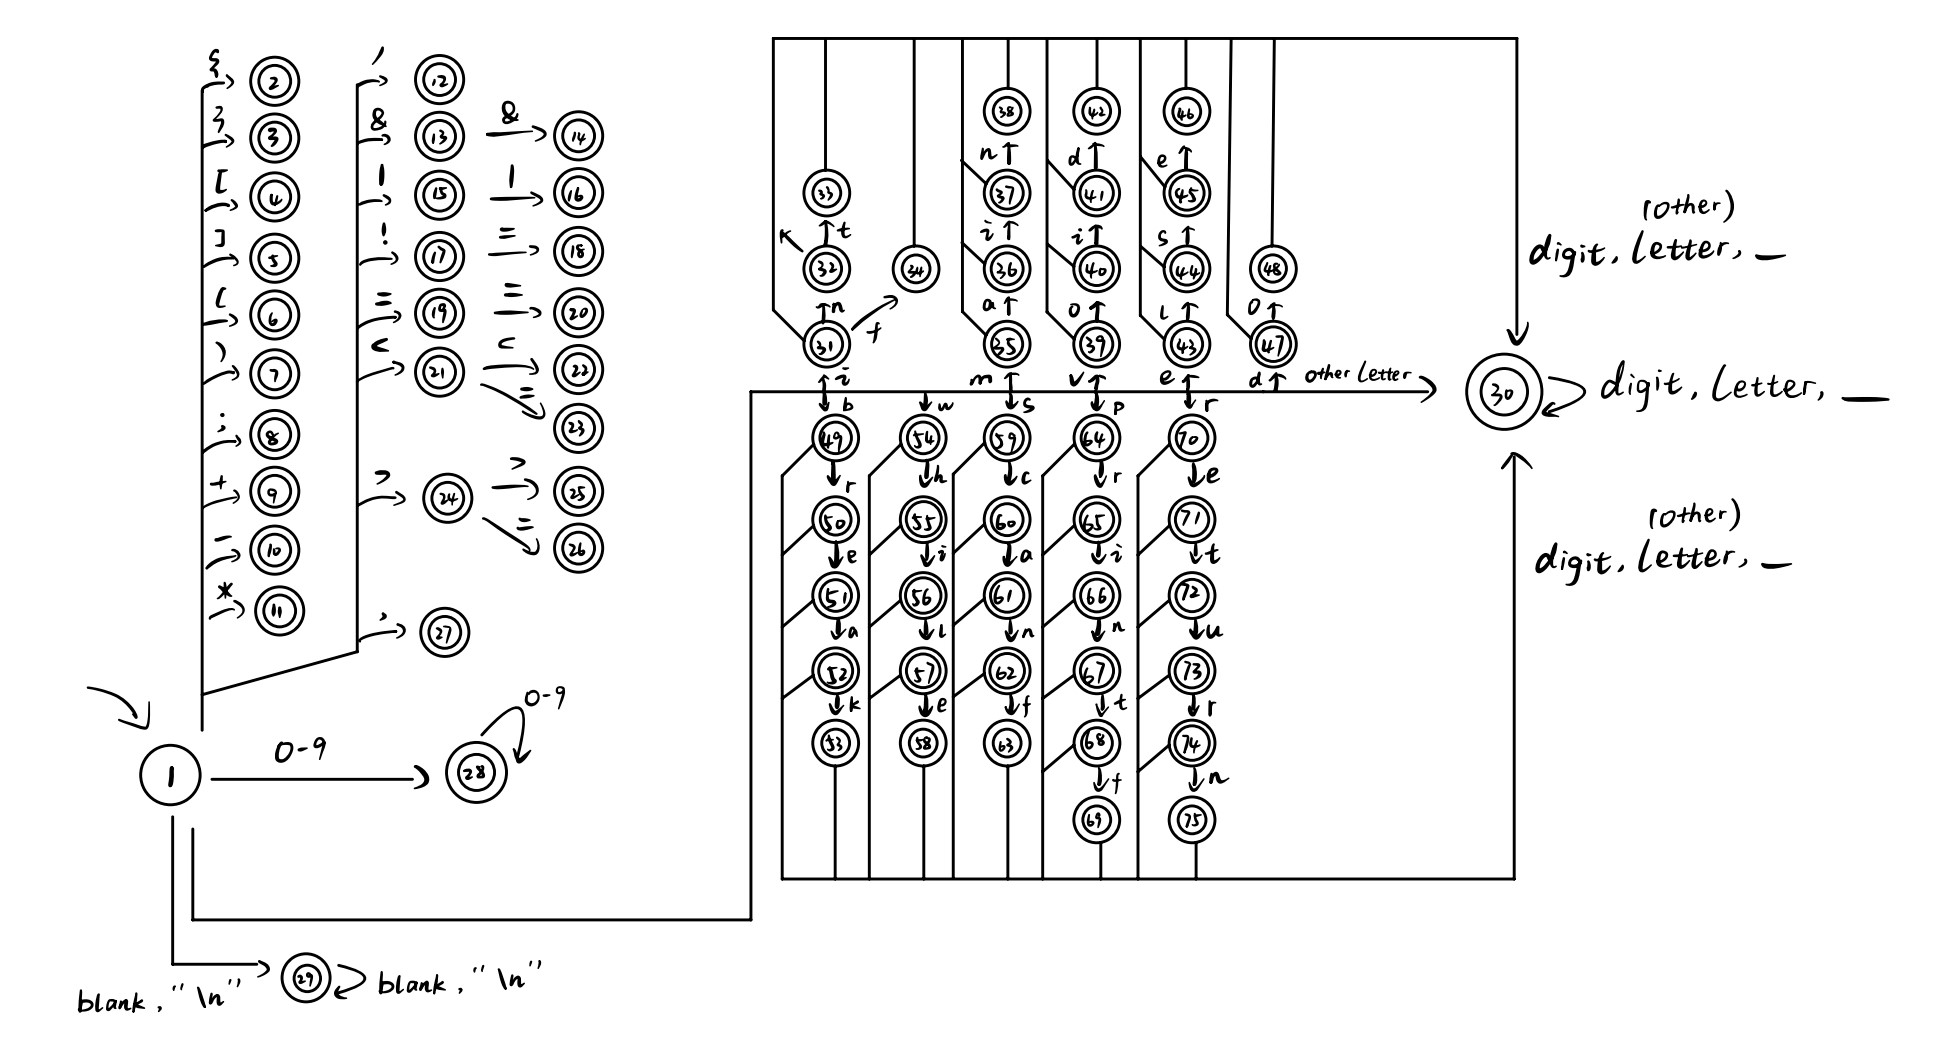 { 2
} 3
[ 4
] 5
( 6
) 7
; 8
+ 9
- 10
* 11
/ 12
& 13 & 14
| 15 | 16
! 17 = 18
= 19 = 20
< 21 < 22
= 23
> 24 > 25
= 26
, 27
1
0-9
28
0-9
blank, "\n"
29
blank, "\n"
38 42 46
n d e
33 37 41 45
t i i s
32 34 36 40 44 48
n f a o l o
31 35 39 43 47
i m v e d
other letter
b w s p r
49 54 59 64 70
r h c r e
50 55 60 65 71
e i a i t
51 56 61 66 72
a l n n u
52 57 62 67 73
k e f t r
53 58 63 68 74
f n
69 75
(other)
digit, letter, _
30
digit, letter, _
(other)
digit, letter, _